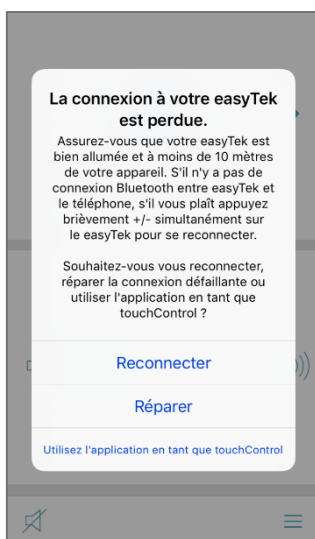 La connexion à votre easyTek
est perdue.
Assurez-vous que votre easyTek est
bien allumée et à moins de 10 mètres
de votre appareil. S'il n'y a pas de
connexion Bluetooth entre easyTek et
le téléphone, s'il vous plaît appuyez
brièvement +/- simultanément sur
le easyTek pour se reconnecter.
Souhaitez-vous vous reconnecter,
réparer la connexion défaillante ou
utiliser l'application en tant que
touchControl ?
Reconnecter
Réparer
Utilisez l'application en tant que touchControl